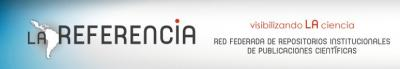 LA REFERENCIA
visibilizando LA ciencia
RED FEDERADA DE REPOSITORIOS INSTITUCIONALES
DE PUBLICACIONES CIENTÍFICAS